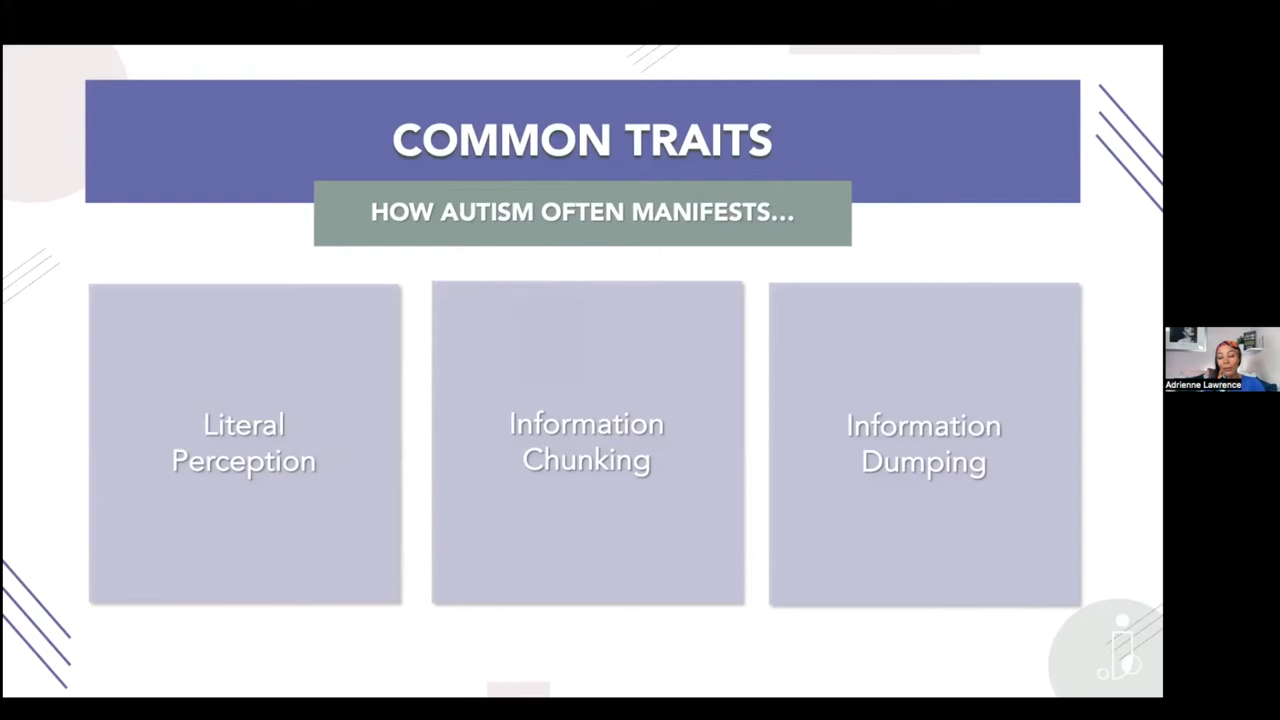 COMMON TRAITS
HOW AUTISM OFTEN MANIFESTS...
Literal
Perception
Information
Chunking
Information
Dumping
Adrienne Lawrence